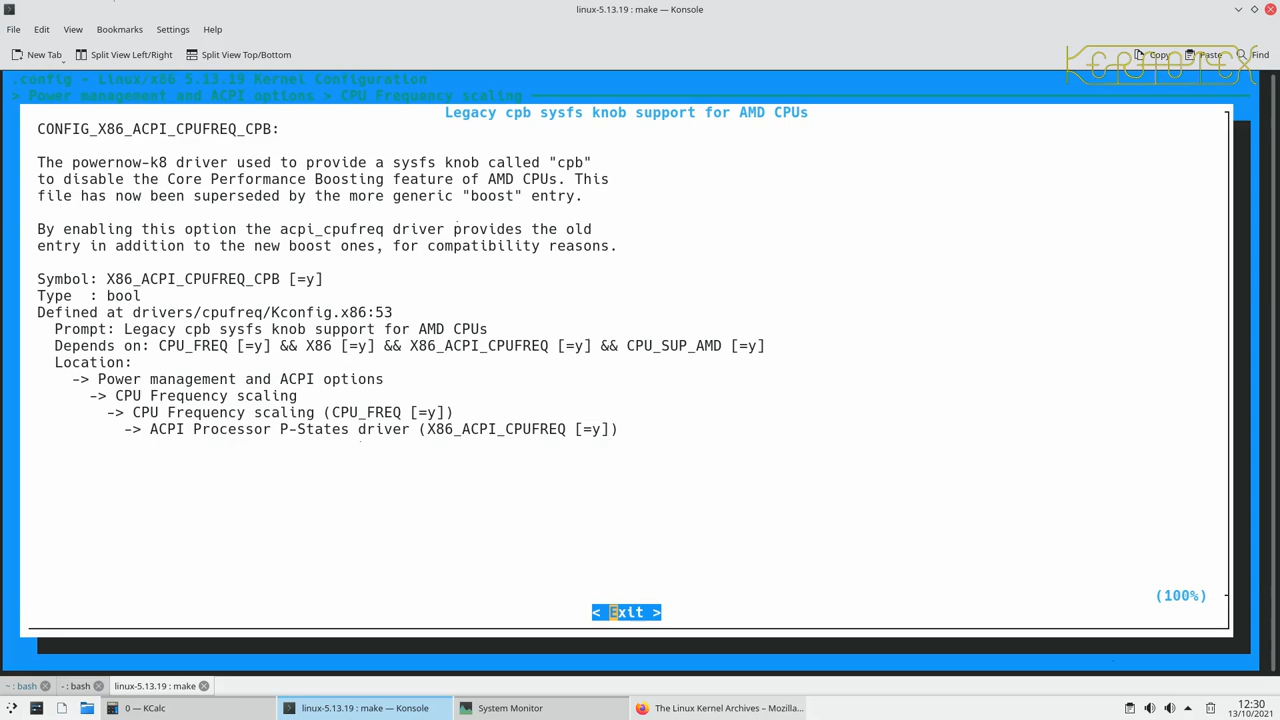 linux-5.13.19 : make — Konsole
File Edit View Bookmarks Settings Help
New Tab Split View Left/Right Split View Top/Bottom Copy Paste Find
KERNOTEX
.config - Linux/x86 5.13.19 Kernel Configuration
> Power management and ACPI options > CPU Frequency scaling
Legacy cpb sysfs knob support for AMD CPUs
CONFIG_X86_ACPI_CPUFREQ_CPB:
The powernow-k8 driver used to provide a sysfs knob called "cpb"
to disable the Core Performance Boosting feature of AMD CPUs. This
file has now been superseded by the more generic "boost" entry.
By enabling this option the acpi_cpufreq driver provides the old
entry in addition to the new boost ones, for compatibility reasons.
Symbol: X86_ACPI_CPUFREQ_CPB [=y]
Type  : bool
Defined at drivers/cpufreq/Kconfig.x86:53
Prompt: Legacy cpb sysfs knob support for AMD CPUs
Depends on: CPU_FREQ [=y] && X86 [=y] && X86_ACPI_CPUFREQ [=y] && CPU_SUP_AMD [=y]
Location:
-> Power management and ACPI options
-> CPU Frequency scaling
-> CPU Frequency scaling (CPU_FREQ [=y])
-> ACPI Processor P-States driver (X86_ACPI_CPUFREQ [=y])
(100%)
< Exit >
~ : bash - : bash linux-5.13.19 : make
0 — KCalc linux-5.13.19 : make — Konsole System Monitor The Linux Kernel Archives – Mozilla... 12:30
13/10/2021